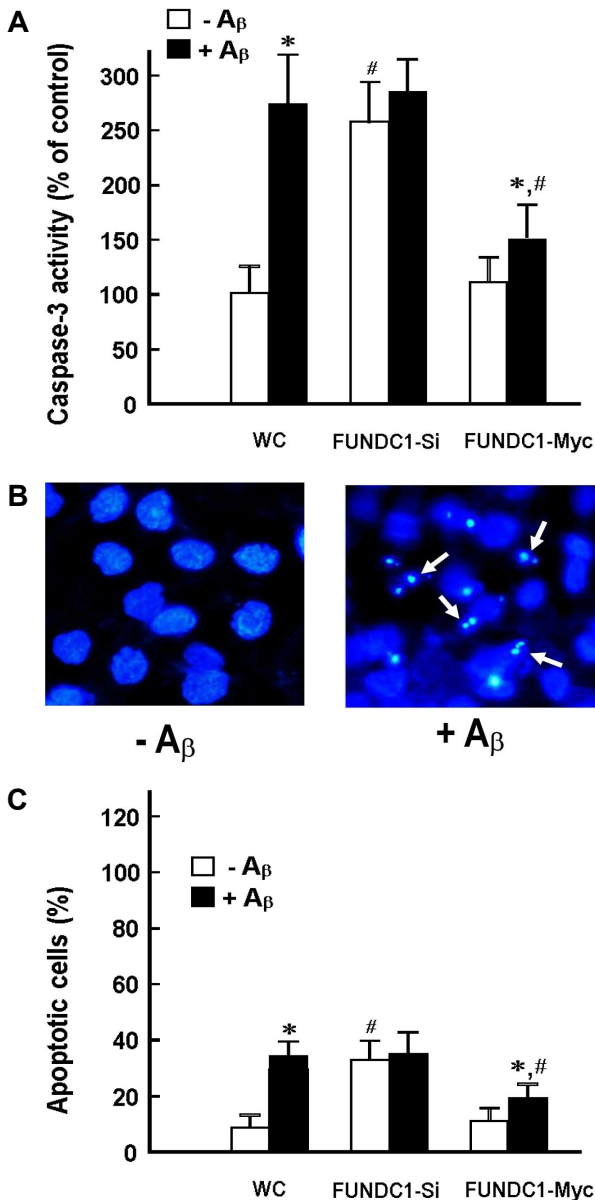 A
- Aβ
+ Aβ
Caspase-3 activity (% of control)
300
250
200
150
100
50
0
*
#
*,#
WC
FUNDC1-Si
FUNDC1-Myc
B
- Aβ
+ Aβ
C
Apoptotic cells (%)
120
100
80
60
40
20
0
- Aβ
+ Aβ
*
#
*,#
WC
FUNDC1-Si
FUNDC1-Myc